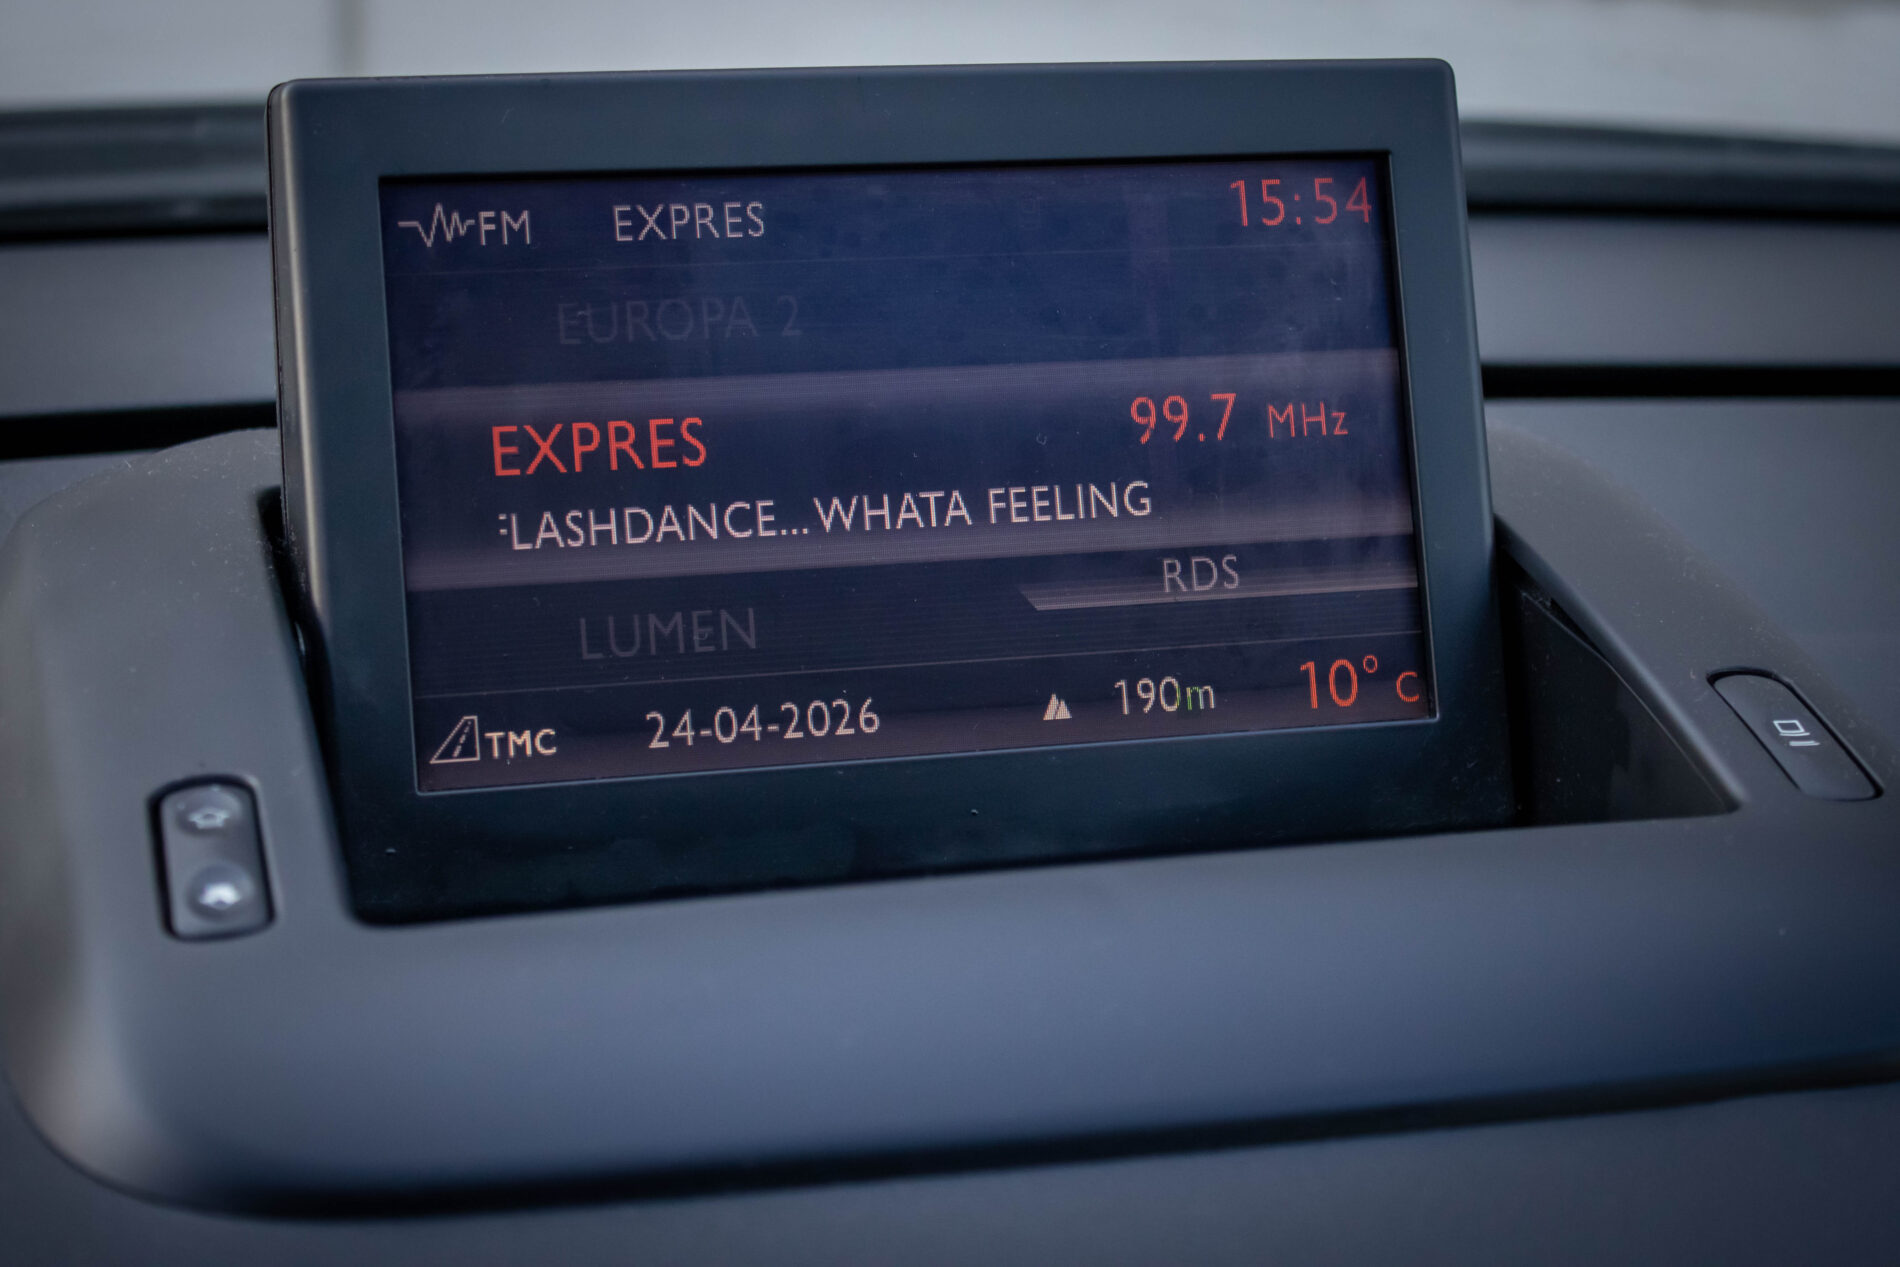 FM EXPRES 15:54
EUROPA 2
EXPRES 99.7 MHz
FLASHDANCE...WHATA FEELING
RDS
LUMEN
TMC 24-04-2026 190m 10° C